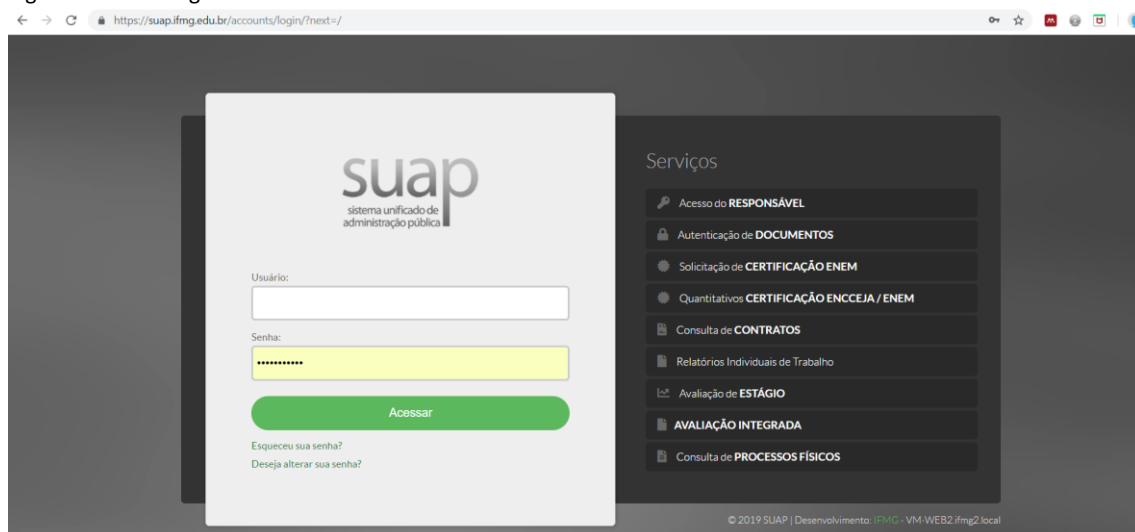 https://suap.ifmg.edu.br/accounts/login/?next=/
suap
sistema unificado de
administração pública
Usuário:
Senha:
•••••••••••
Acessar
Esqueceu sua senha?
Deseja alterar sua senha?
Serviços
Acesso do RESPONSÁVEL
Autenticação de DOCUMENTOS
Solicitação de CERTIFICAÇÃO ENEM
Quantitativos CERTIFICAÇÃO ENCCEJA / ENEM
Consulta de CONTRATOS
Relatórios Individuais de Trabalho
Avaliação de ESTÁGIO
AVALIAÇÃO INTEGRADA
Consulta de PROCESSOS FÍSICOS
© 2019 SUAP | Desenvolvimento: IFMG - VM-WEB2.ifmg2.local